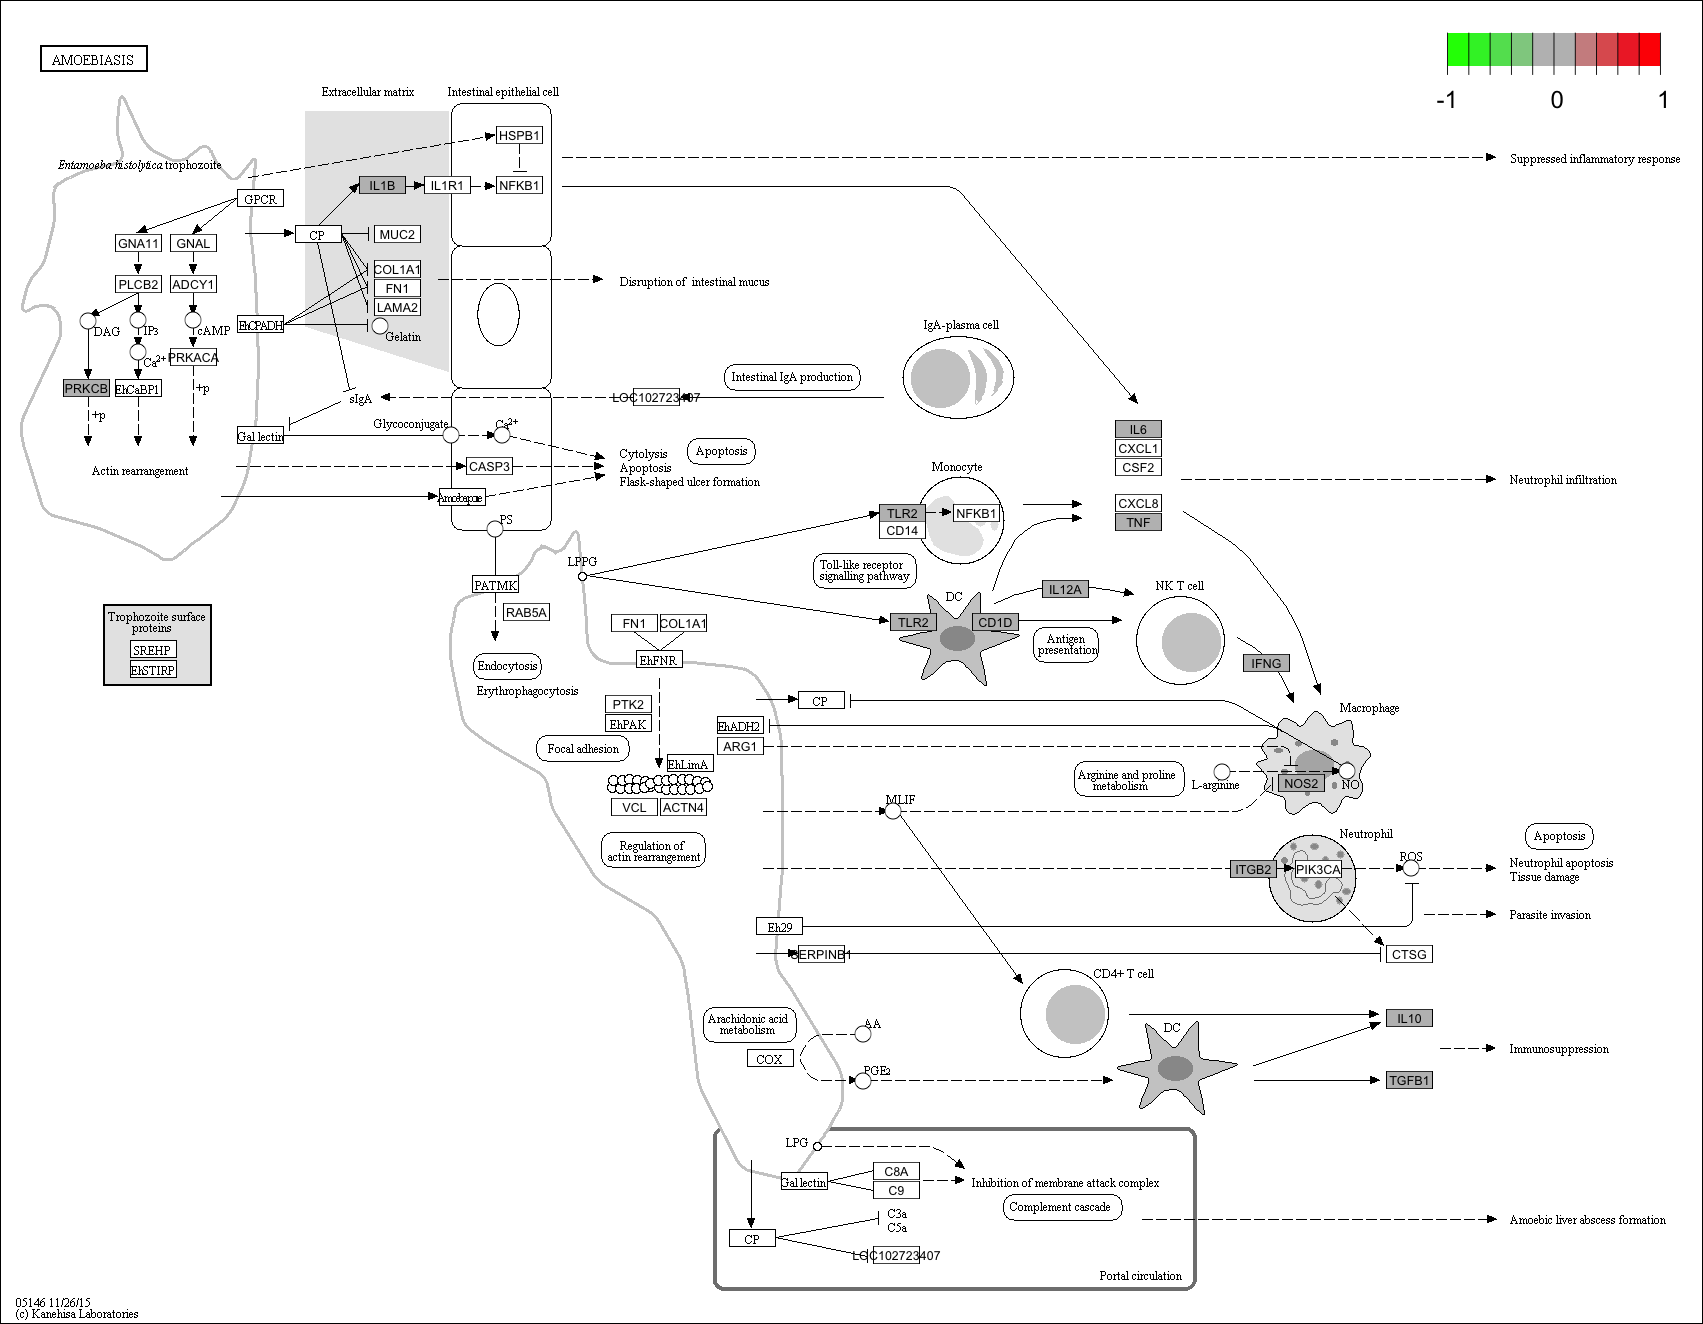 AMOEBIASIS
-1
0
1
Extracellular matrix
Intestinal epithelial cell
HSPB1
Suppressed inflammatory response
Entamoeba histolytica trophozoite
IL1B
IL1R1
NFKB1
GPCR
GNA11
GNAL
CP
MUC2
COL1A1
FN1
LAMA2
Gelatin
Disruption of intestinal mucus
PLCB2
ADCY1
DAG
IP3
cAMP
EhCPADH
Ca2+
PRKACA
PRKCB
EhCaBP1
+p
+p
Actin rearrangement
IgA-plasma cell
Intestinal IgA production
LOC102723407
sIgA
Gal lectin
Glycoconjugate
Ca2+
Cytolysis
Apoptosis
Flask-shaped ulcer formation
Apoptosis
CASP3
Amoebapore
PS
IL6
CXCL1
CSF2
CXCL8
TNF
Neutrophil infiltration
Monocyte
TLR2
CD14
NFKB1
Toll-like receptor
signalling pathway
LPPG
PATMK
RAB5A
Endocytosis
Erythrophagocytosis
Trophozoite surface
proteins
SREHP
EhSTIRP
DC
TLR2
CD1D
IL12A
Antigen
presentation
NK T cell
IFNG
FN1
COL1A1
EhFNR
PTK2
EhPAK
Focal adhesion
EhLimA
VCL
ACTN4
Regulation of
actin rearrangement
CP
EhADH2
ARG1
Macrophage
Arginine and proline
metabolism
L-arginine
NOS2
NO
MLIF
Neutrophil
Apoptosis
ITGB2
PIK3CA
ROS
Neutrophil apoptosis
Tissue damage
Parasite invasion
Eh29
SERPINB1
CTSG
CD4+ T cell
Arachidonic acid
metabolism
AA
COX
PGE2
DC
IL10
Immunosuppression
TGFB1
LPG
Gal lectin
C8A
C9
Inhibition of membrane attack complex
Complement cascade
C3a
C5a
CP
LOC102723407
Amoebic liver abscess formation
Portal circulation
05146 11/26/15
(c) Kanehisa Laboratories